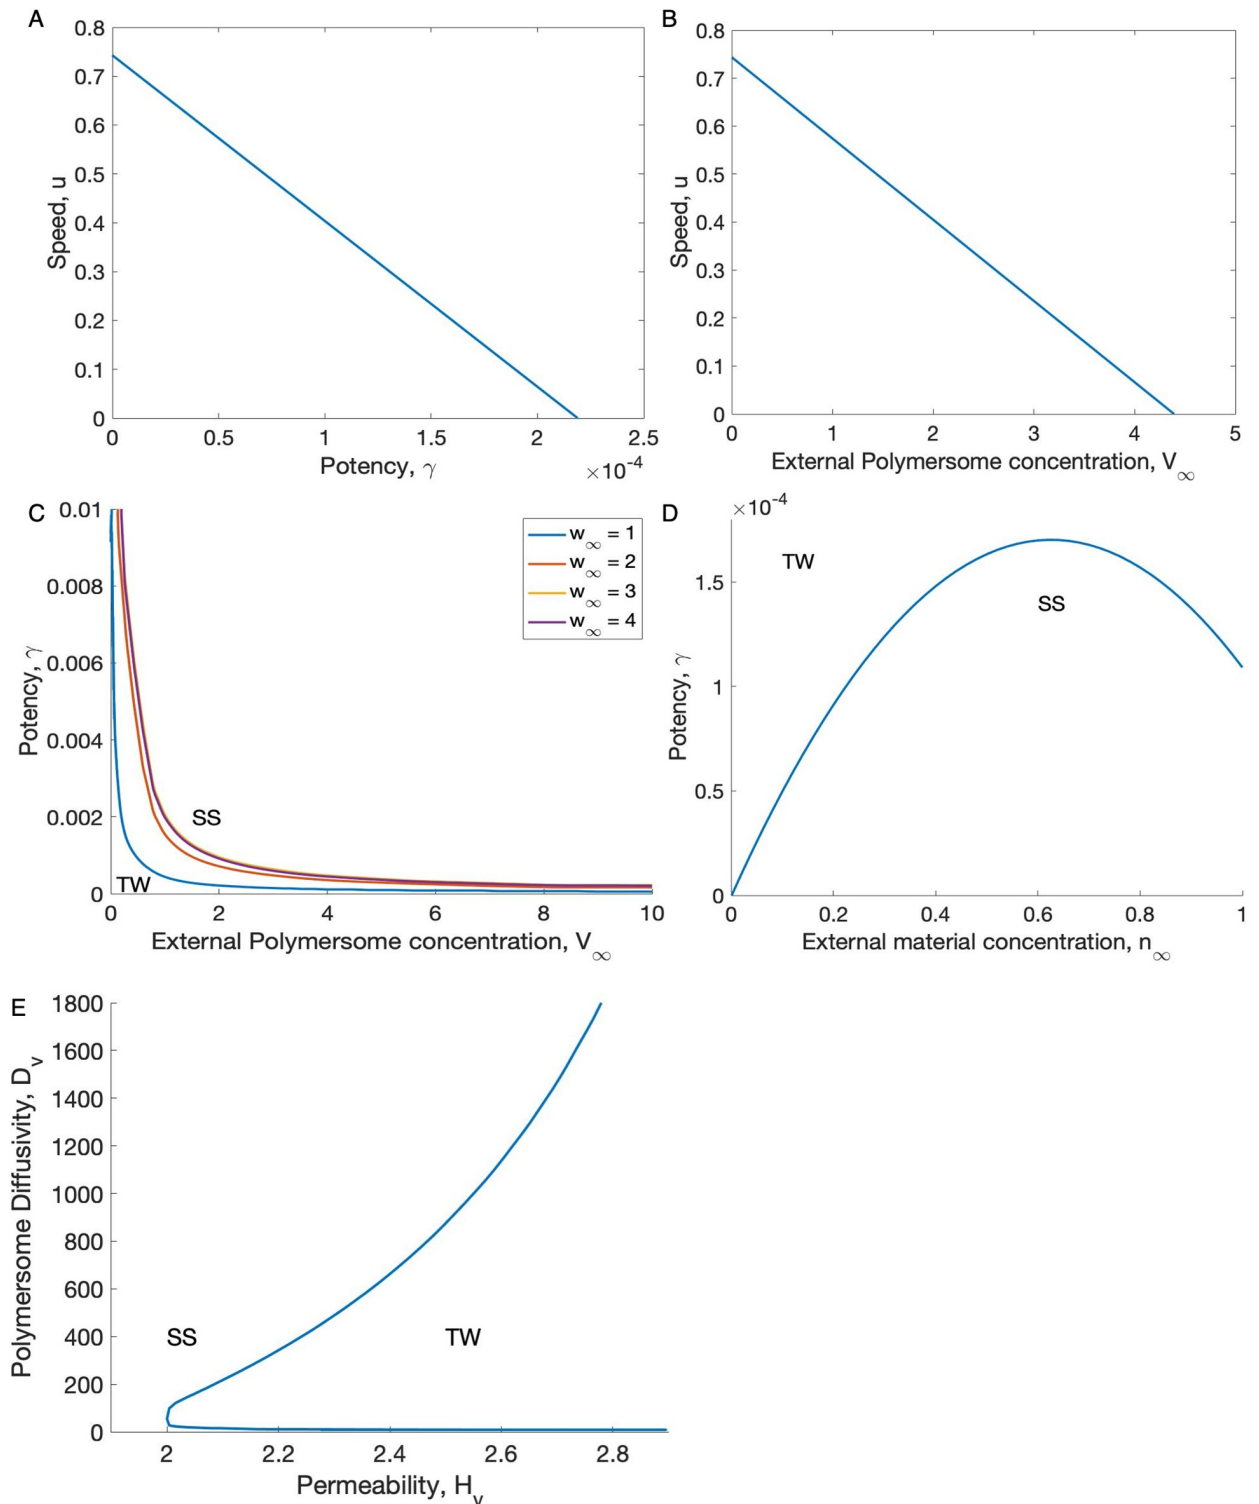 A
0.8
0.7
0.6
0.5
0.4
0.3
0.2
0.1
0
Speed, u
0 0.5 1 1.5 2 2.5
Potency, γ ×10-4
B
0.8
0.7
0.6
0.5
0.4
0.3
0.2
0.1
0
Speed, u
0 1 2 3 4 5
External Polymersome concentration, V∞
C
0.01
0.008
0.006
0.004
0.002
0
Potency, γ
w∞ = 1
w∞ = 2
w∞ = 3
w∞ = 4
SS
TW
0 2 4 6 8 10
External Polymersome concentration, V∞
D
×10-4
1.5
1
0.5
0
Potency, γ
TW
SS
0 0.2 0.4 0.6 0.8 1
External material concentration, n∞
E
1800
1600
1400
1200
1000
800
600
400
200
0
Polymersome Diffusivity, Dv
SS
TW
2 2.2 2.4 2.6 2.8
Permeability, Hv